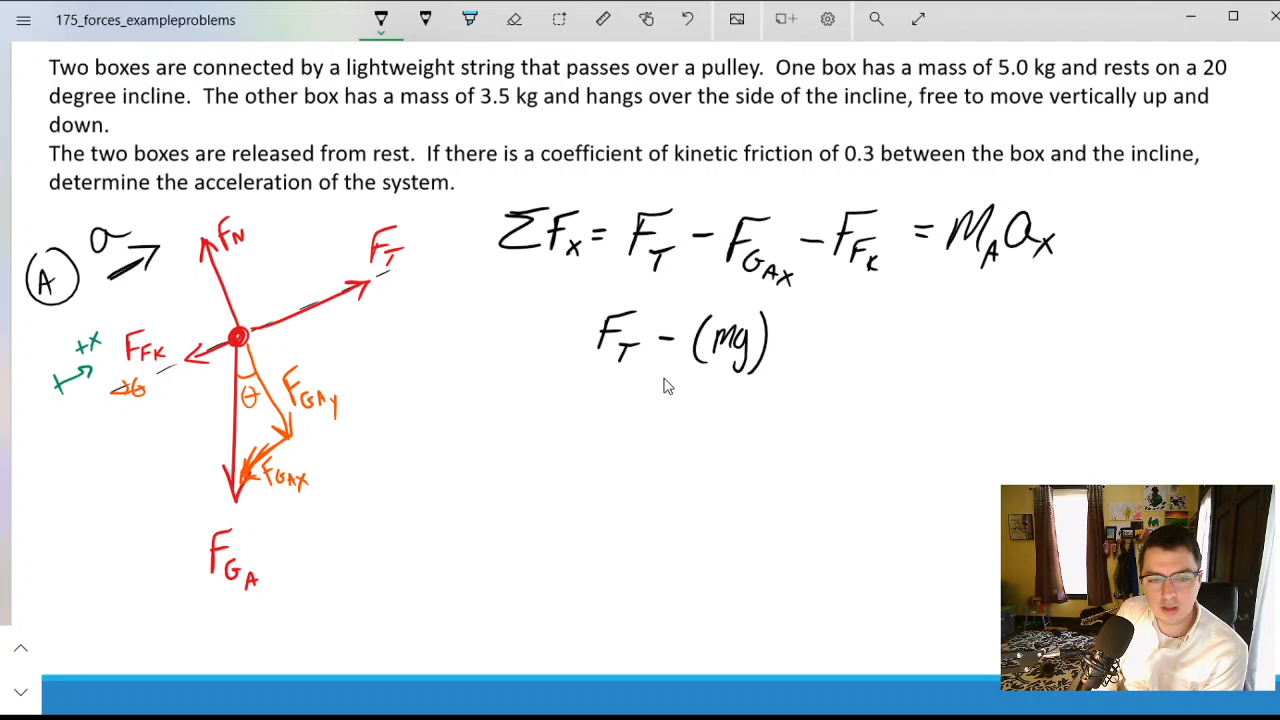 175_forces_exampleproblems
Two boxes are connected by a lightweight string that passes over a pulley. One box has a mass of 5.0 kg and rests on a 20
degree incline. The other box has a mass of 3.5 kg and hangs over the side of the incline, free to move vertically up and
down.
The two boxes are released from rest. If there is a coefficient of kinetic friction of 0.3 between the box and the incline,
determine the acceleration of the system.
ΣFx = FT - FGAx - FFK = MAax
FT - (mg)
A
a
FN
FT
+x
FFK
θ
FGAy
FGAx
FGA